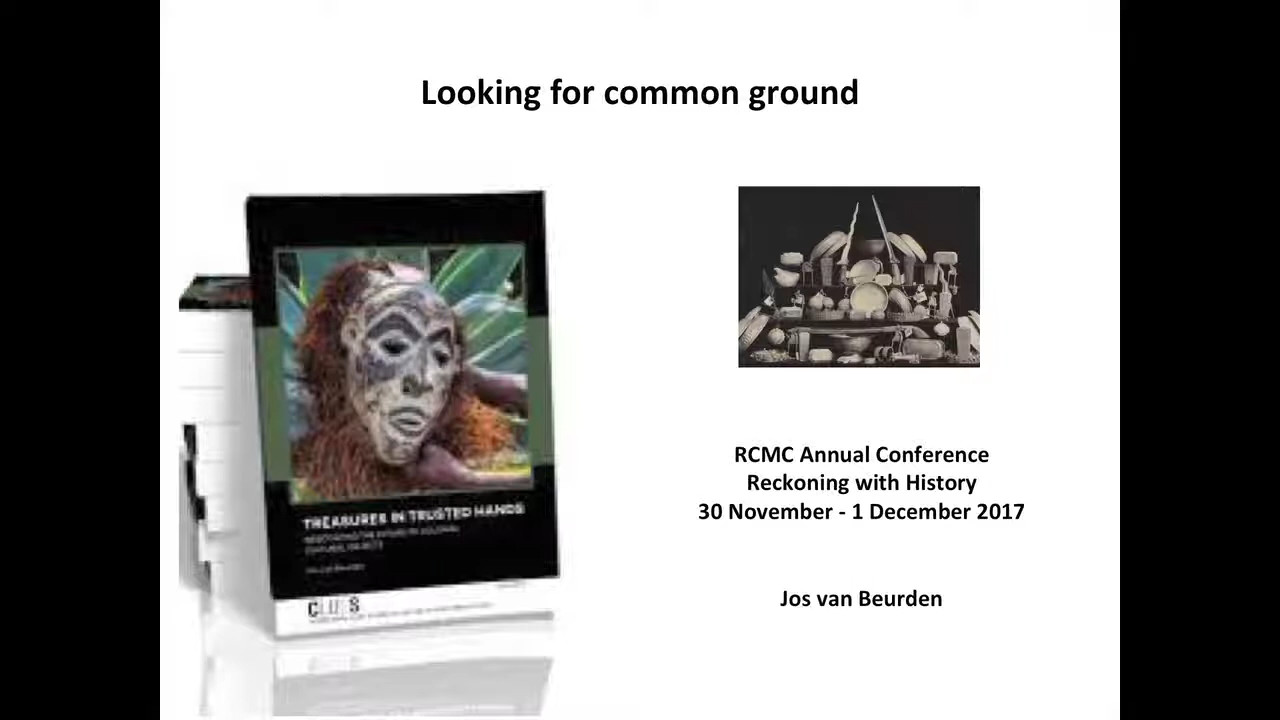 Looking for common ground
TREASURES IN TRUSTED HANDS
RCMC Annual Conference
Reckoning with History
30 November - 1 December 2017
Jos van Beurden